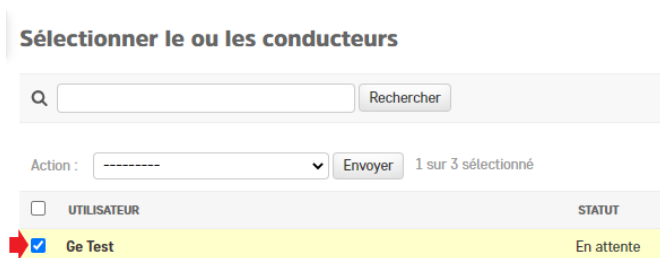 Sélectionner le ou les conducteurs
Rechercher
Action : --------- Envoyer 1 sur 3 sélectionné
UTILISATEUR STATUT
Ge Test En attente